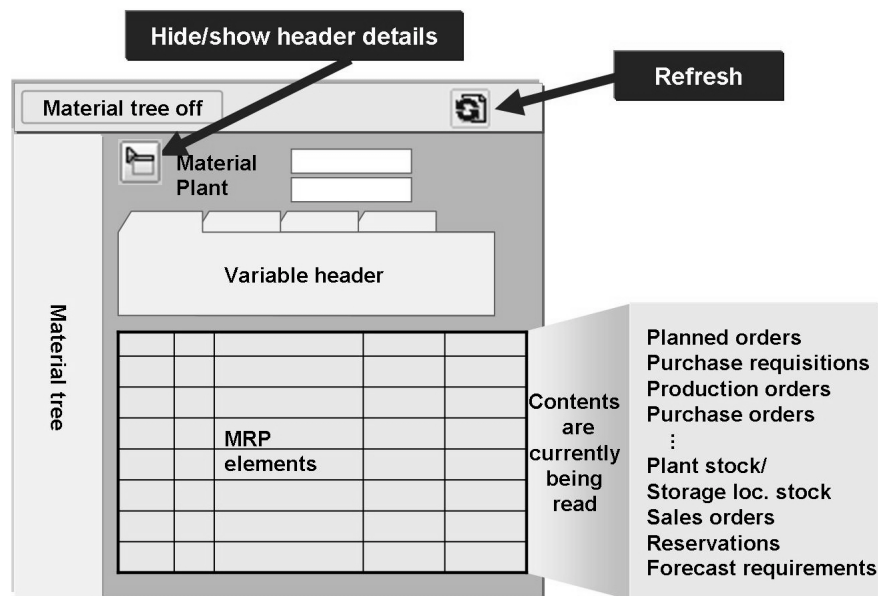 Hide/show header details
Refresh
Material tree off
Material
Plant
Variable header
Material tree
MRP
elements
Contents
are
currently
being
read
Planned orders
Purchase requisitions
Production orders
Purchase orders
⋮
Plant stock/
Storage loc. stock
Sales orders
Reservations
Forecast requirements